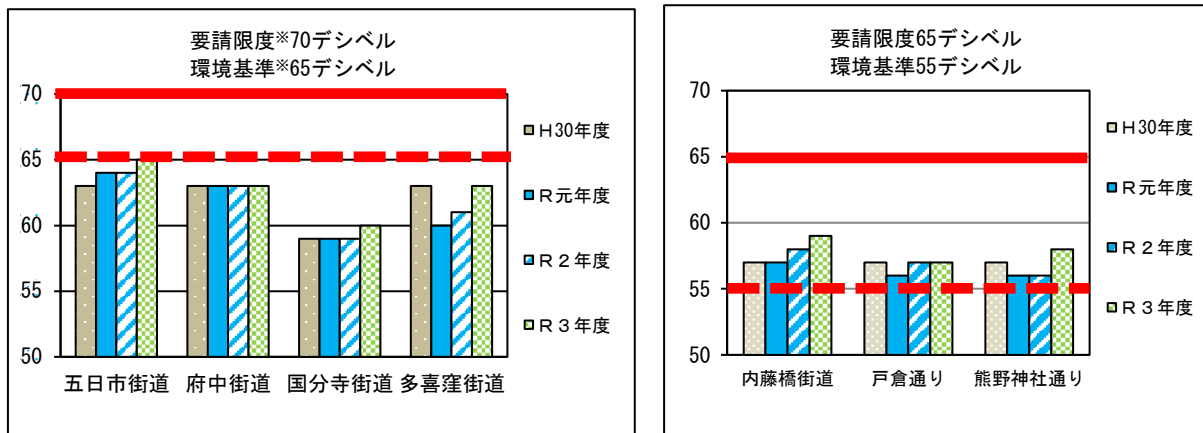 要請限度※70デシベル
環境基準※65デシベル
70
65
60
55
50
五日市街道 府中街道 国分寺街道 多喜窪街道
H30年度
R元年度
R２年度
R３年度
要請限度65デシベル
環境基準55デシベル
70
65
60
55
50
内藤橋街道 戸倉通り 熊野神社通り
H30年度
R元年度
R２年度
R３年度